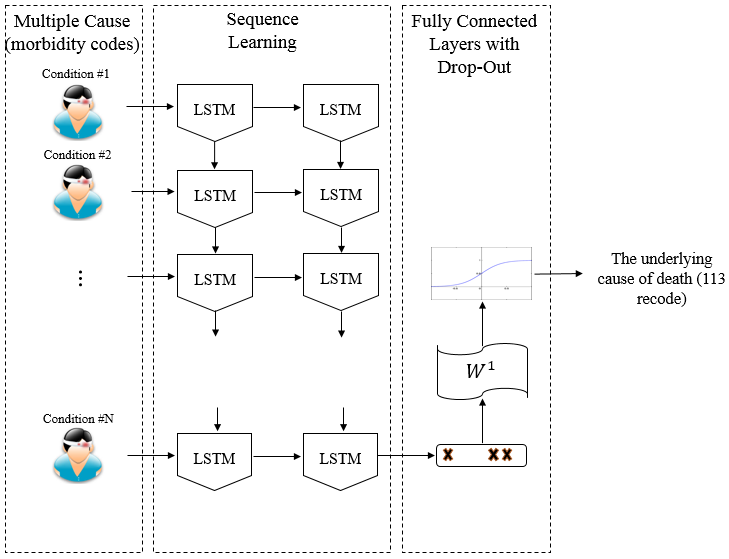 Multiple Cause
(morbidity codes)
Condition #1
Condition #2
⋮
Condition #N
Sequence
Learning
LSTM
LSTM
LSTM
LSTM
LSTM
LSTM
LSTM
LSTM
Fully Connected
Layers with
Drop-Out
W¹
The underlying
cause of death (113
recode)